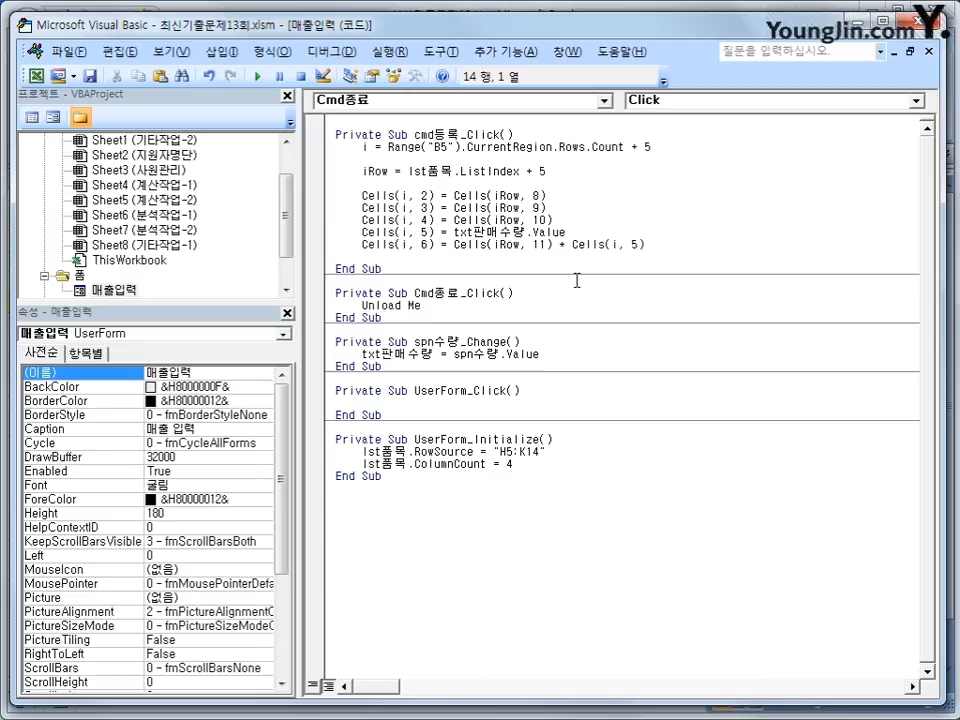 Microsoft Visual Basic - 최신기출문제13회.xlsm - [매출입력 (코드)]
YoungJin.com Y.
파일(F) 편집(E) 보기(V) 삽입(I) 형식(O) 디버그(D) 실행(R) 도구(T) 추가 기능(A) 창(W) 도움말(H)
질문을 입력하십시오.
14 행, 1 열
프로젝트 - VBAProject
Sheet1 (기타작업-2)
Sheet2 (지원자명단)
Sheet3 (사원관리)
Sheet4 (계산작업-1)
Sheet5 (계산작업-2)
Sheet6 (분석작업-1)
Sheet7 (분석작업-2)
Sheet8 (기타작업-1)
ThisWorkbook
폼
매출입력
속성 - 매출입력
매출입력 UserForm
사전순 항목별
(이름) 매출입력
BackColor &H8000000F&
BorderColor &H80000012&
BorderStyle 0 - fmBorderStyleNone
Caption 매출 입력
Cycle 0 - fmCycleAllForms
DrawBuffer 32000
Enabled True
Font 굴림
ForeColor &H80000012&
Height 180
HelpContextID 0
KeepScrollBarsVisible 3 - fmScrollBarsBoth
Left 0
MouseIcon (없음)
MousePointer 0 - fmMousePointerDefa
Picture (없음)
PictureAlignment 2 - fmPictureAlignmentC
PictureSizeMode 0 - fmPictureSizeModeC
PictureTiling False
RightToLeft False
ScrollBars 0 - fmScrollBarsNone
ScrollHeight 0
Cmd종료 Click
Private Sub cmd등록_Click()
i = Range("B5").CurrentRegion.Rows.Count + 5
iRow = lst품목.ListIndex + 5
Cells(i, 2) = Cells(iRow, 8)
Cells(i, 3) = Cells(iRow, 9)
Cells(i, 4) = Cells(iRow, 10)
Cells(i, 5) = txt판매수량.Value
Cells(i, 6) = Cells(iRow, 11) * Cells(i, 5)
End Sub
Private Sub Cmd종료_Click()
Unload Me
End Sub
Private Sub spn수량_Change()
txt판매수량 = spn수량.Value
End Sub
Private Sub UserForm_Click()
End Sub
Private Sub UserForm_Initialize()
lst품목.RowSource = "H5:K14"
lst품목.ColumnCount = 4
End Sub